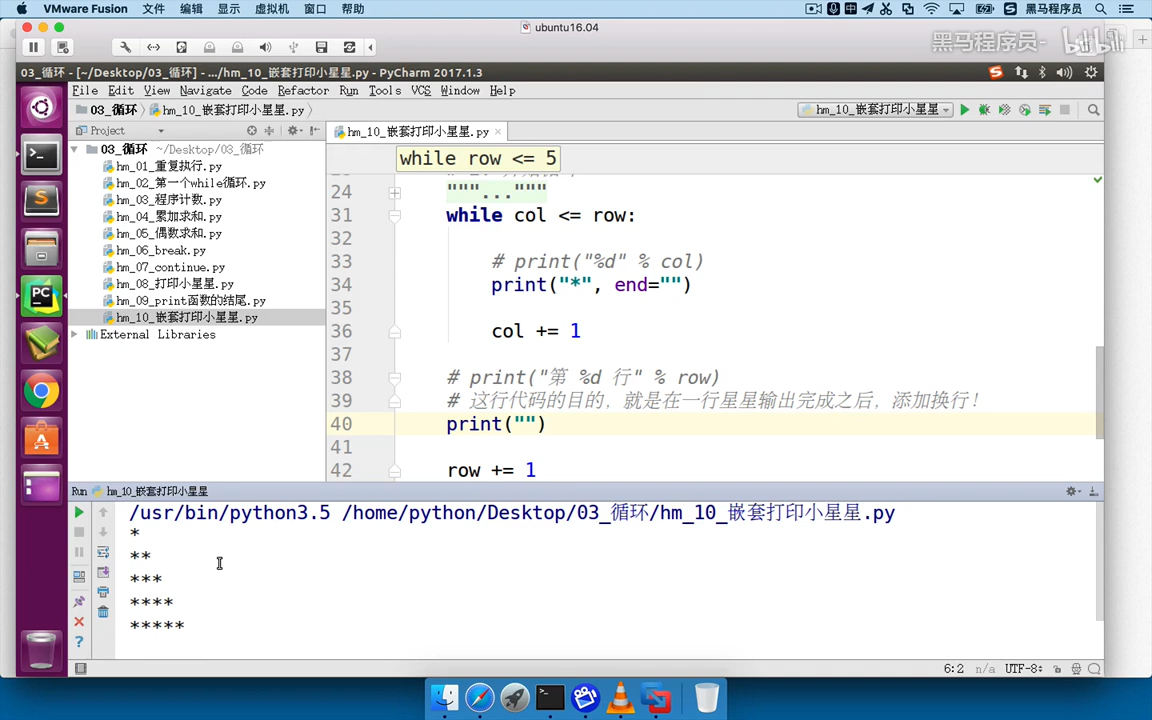 VMware Fusion 文件 编辑 显示 虚拟机 窗口 帮助 黑马程序员
ubuntu16.04
黑马程序员- bilibili
03_循环 - [~/Desktop/03_循环] - .../hm_10_嵌套打印小星星.py - PyCharm 2017.1.3
File Edit View Navigate Code Refactor Run Tools VCS Window Help
03_循环 hm_10_嵌套打印小星星.py hm_10_嵌套打印小星星
Project hm_10_嵌套打印小星星.py
03_循环 ~/Desktop/03_循环
hm_01_重复执行.py
hm_02_第一个while循环.py
hm_03_程序计数.py
hm_04_累加求和.py
hm_05_偶数求和.py
hm_06_break.py
hm_07_continue.py
hm_08_打印小星星.py
hm_09_print函数的结尾.py
hm_10_嵌套打印小星星.py
External Libraries
while row <= 5
24 """..."""
31 while col <= row:
32
33 # print("%d" % col)
34 print("*", end="")
35
36 col += 1
37
38 # print("第 %d 行" % row)
39 # 这行代码的目的，就是在一行星星输出完成之后，添加换行！
40 print("")
41
42 row += 1
Run hm_10_嵌套打印小星星
/usr/bin/python3.5 /home/python/Desktop/03_循环/hm_10_嵌套打印小星星.py
*
**
***
****
*****
6:2 n/a UTF-8